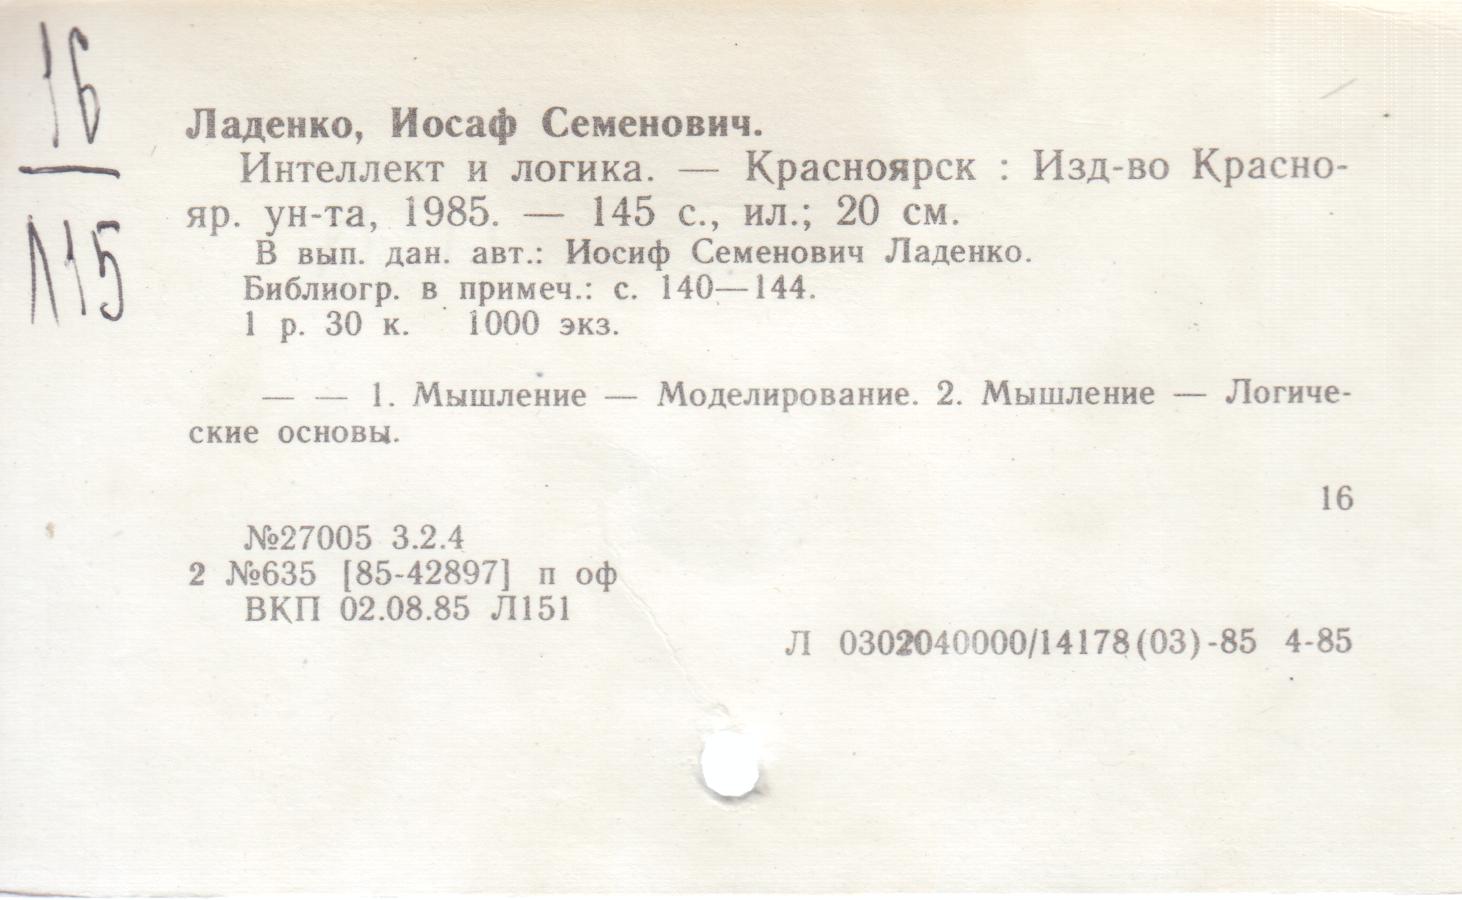 16
Л15
Ладенко, Иосаф Семенович.
Интеллект и логика. — Красноярск : Изд-во Красно-
яр. ун-та, 1985. — 145 с., ил.; 20 см.
В вып. дан. авт.: Иосиф Семенович Ладенко.
Библиогр. в примеч.: с. 140—144.
1 р. 30 к. 1000 экз.
— — 1. Мышление — Моделирование. 2. Мышление — Логиче-
ские основы.
16
№27005 3.2.4
2 №635 [85-42897] п оф
ВКП 02.08.85 Л151
Л 0302040000/14178(03)-85 4-85